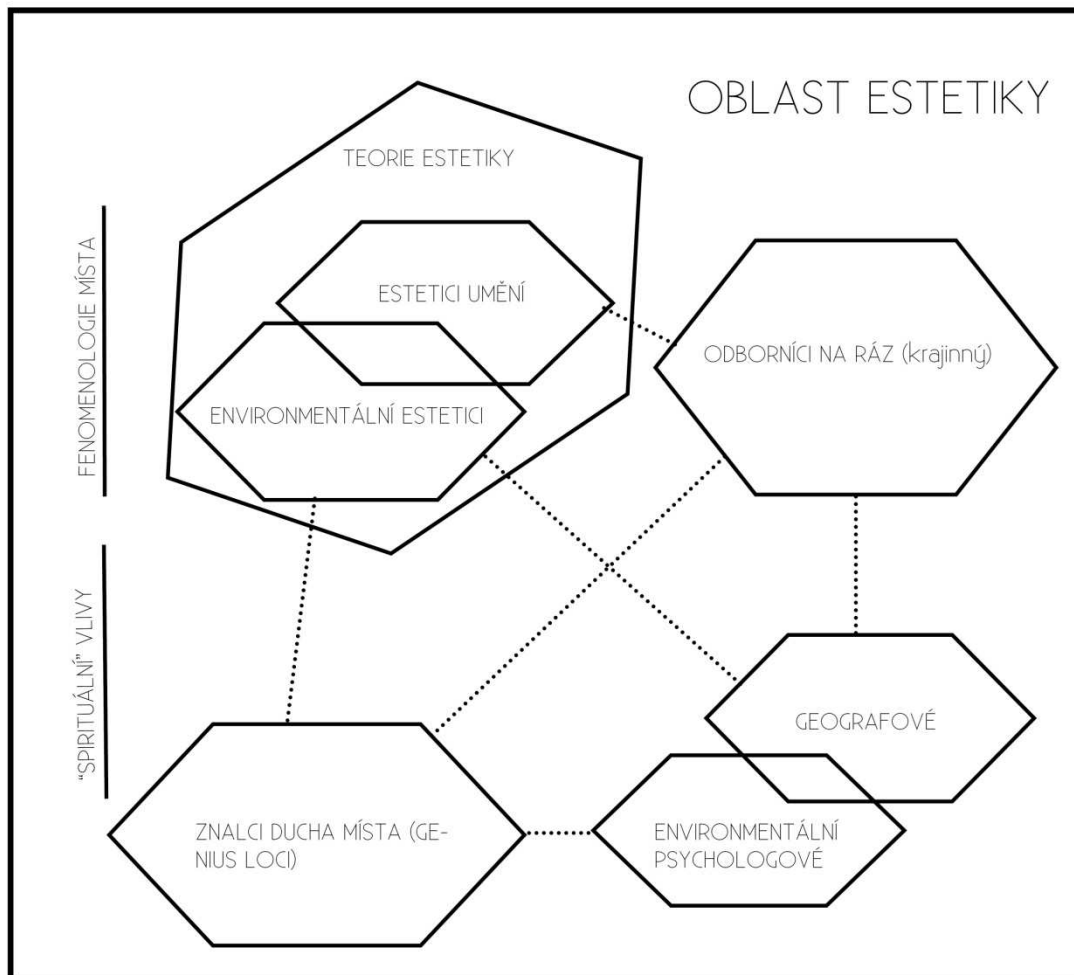 OBLAST ESTETIKY
TEORIE ESTETIKY
FENOMENOLOGIE MÍSTA
ESTETICI UMĚNÍ
ODBORNÍCI NA RÁZ (krajinný)
ENVIRONMENTÁLNÍ ESTETICI
"SPIRITUÁLNÍ" VLIVY
GEOGRAFOVÉ
ZNALCI DUCHA MÍSTA (GE-
NIUS LOCI)
ENVIRONMENTÁLNÍ
PSYCHOLOGOVÉ